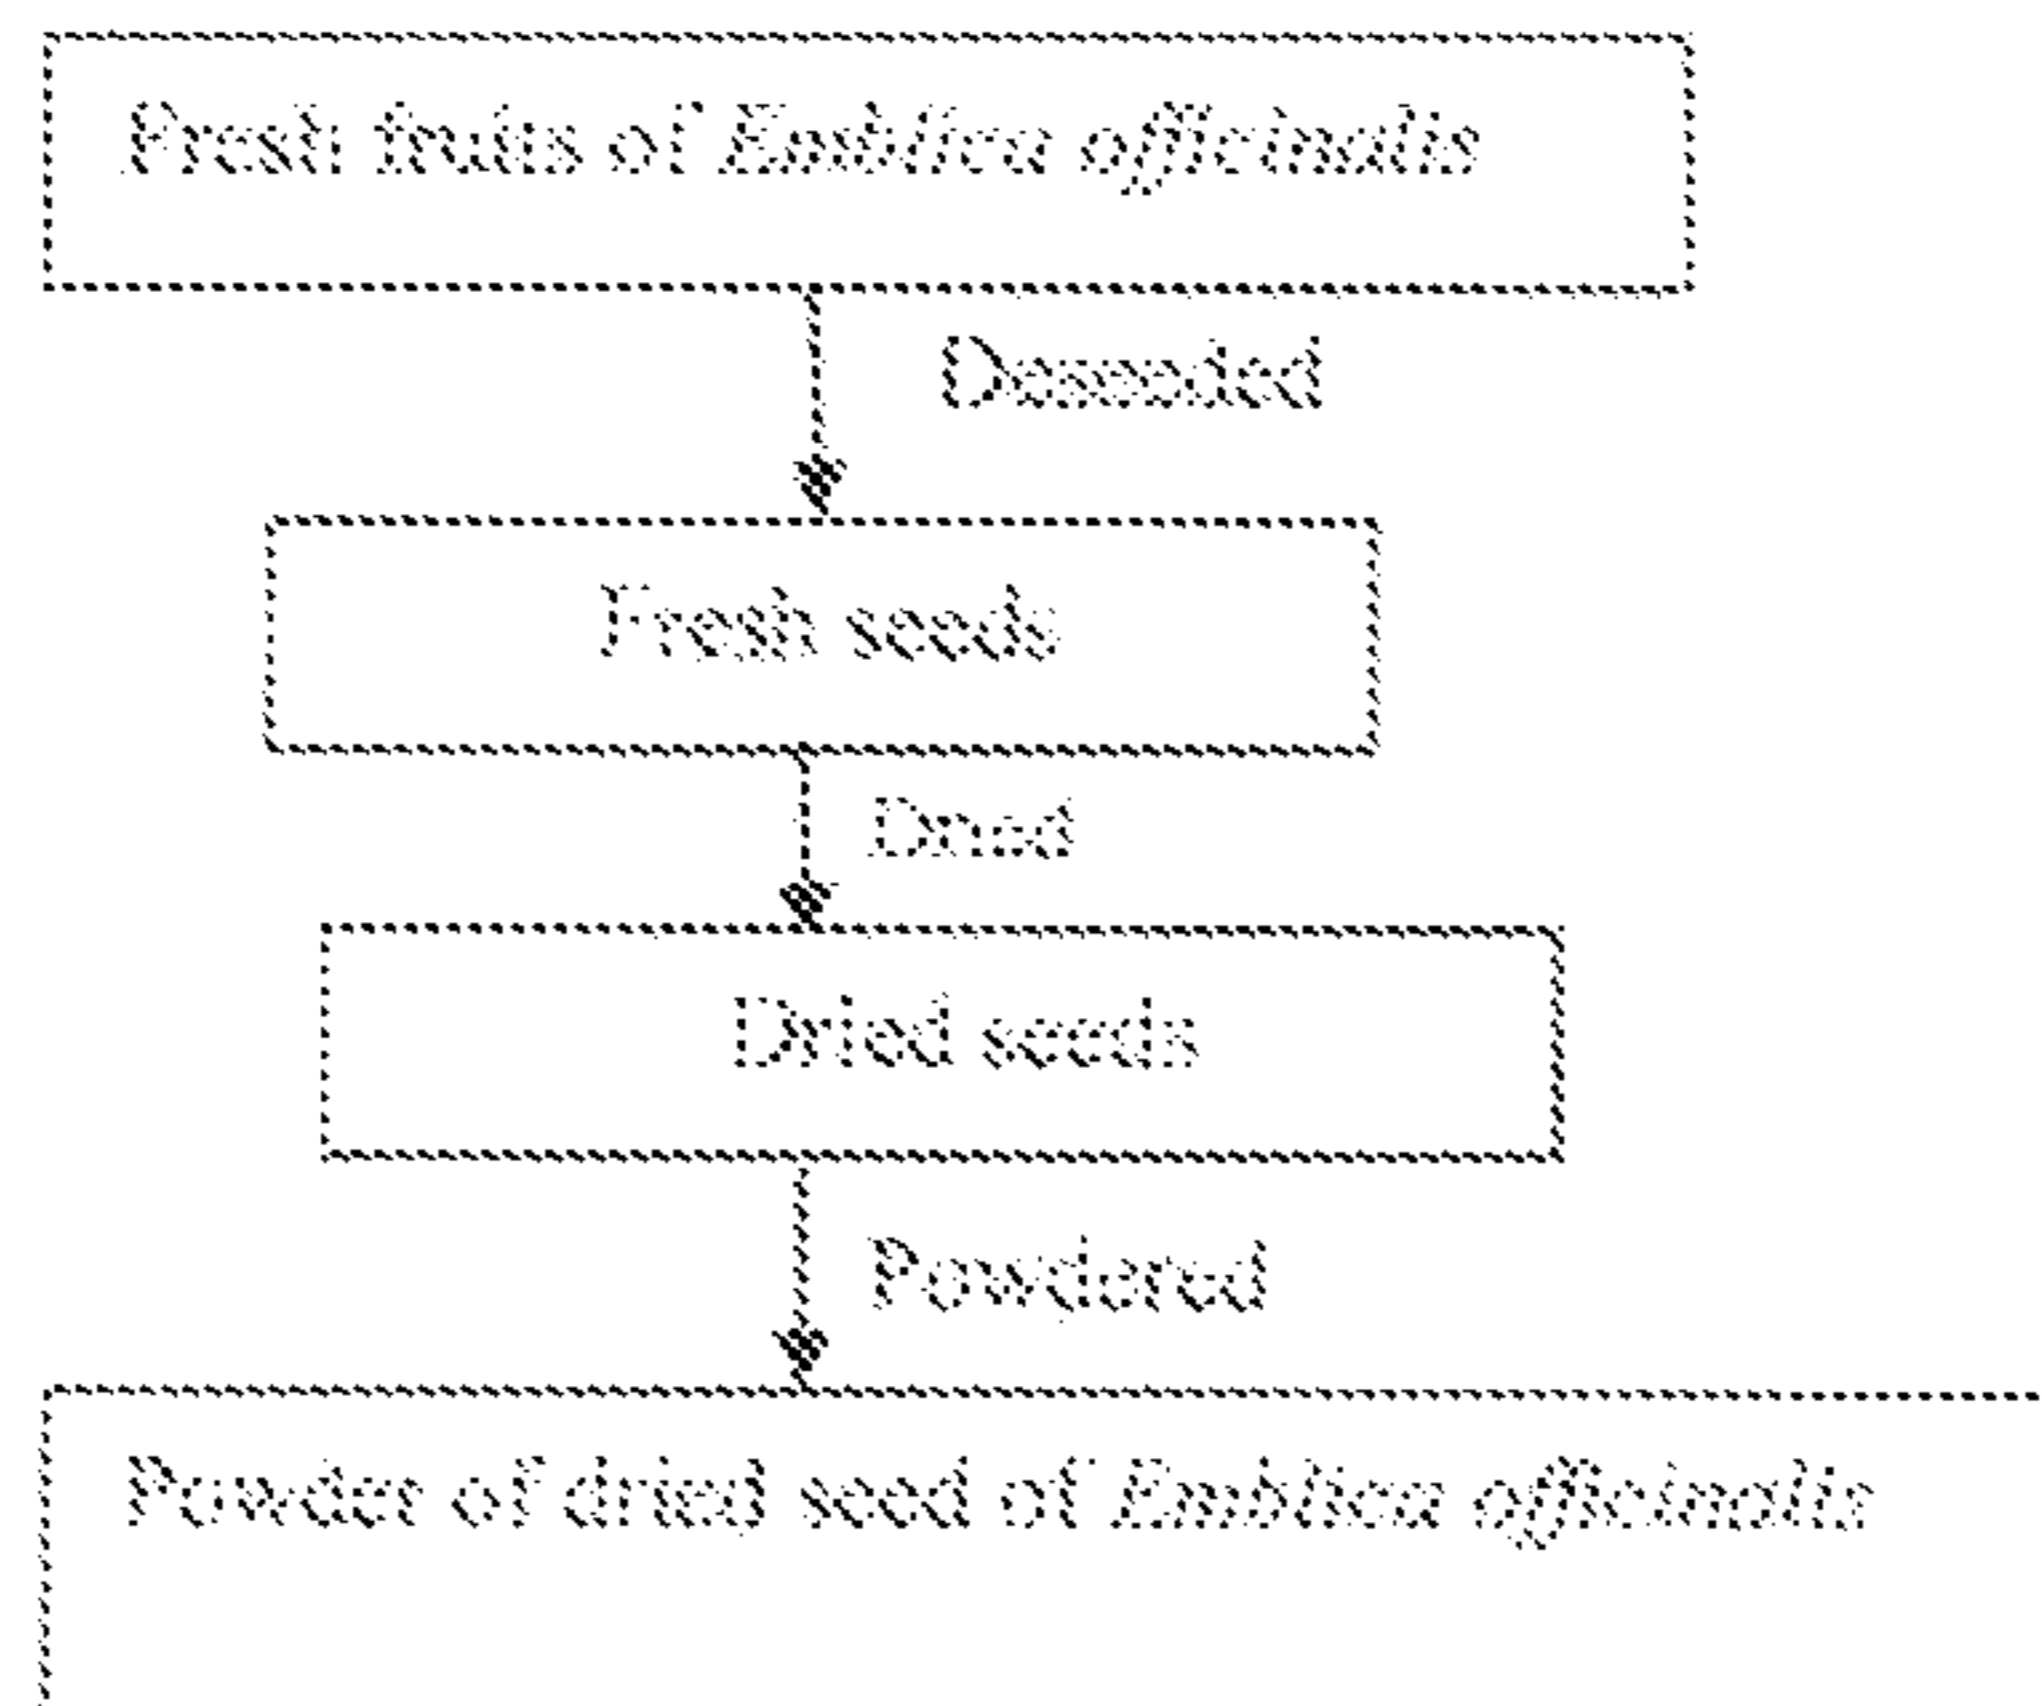 Fresh fruits of Emblica officinalis
Deseeded
Fresh seeds
Dried
Dried seeds
Powdered
Powder of dried seed of Emblica officinalis